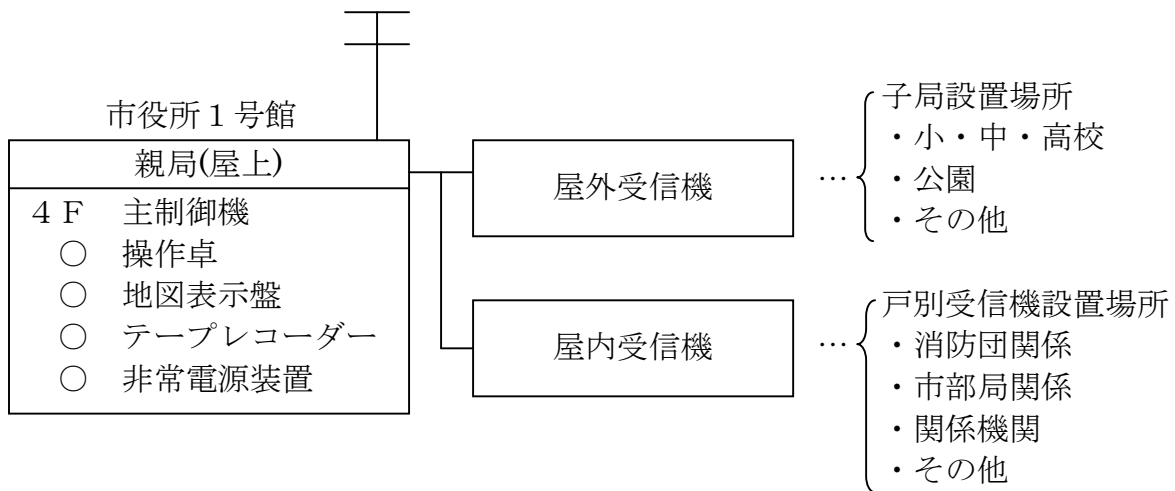 市役所１号館
親局(屋上)
４Ｆ　主制御機
○　操作卓
○　地図表示盤
○　テープレコーダー
○　非常電源装置
屋外受信機
…
子局設置場所
・小・中・高校
・公園
・その他
屋内受信機
…
戸別受信機設置場所
・消防団関係
・市部局関係
・関係機関
・その他